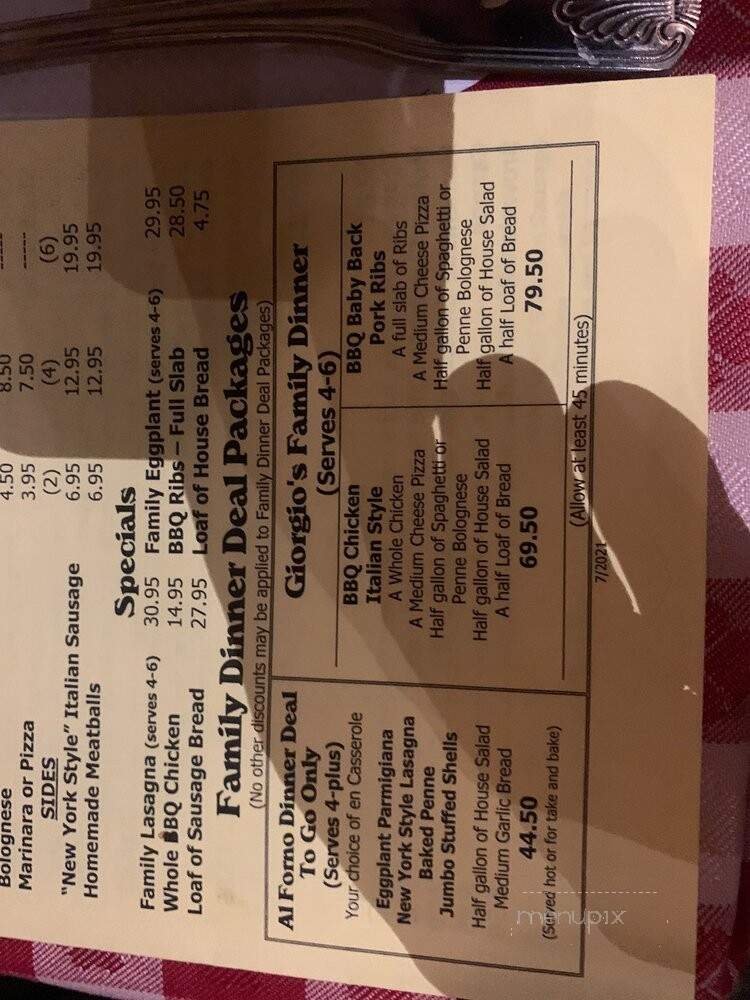 Bolognese 4.50 8.50 -----
Marinara or Pizza 3.95 7.50 -----
SIDES (2) (4) (6)
"New York Style" Italian Sausage 6.95 12.95 19.95
Homemade Meatballs 6.95 12.95 19.95
Specials
Family Lasagna (serves 4-6) 30.95 Family Eggplant (serves 4-6) 29.95
Whole BBQ Chicken 14.95 BBQ Ribs – Full Slab 28.50
Loaf of Sausage Bread 27.95 Loaf of House Bread 4.75
Family Dinner Deal Packages
(No other discounts may be applied to Family Dinner Deal Packages)
Al Forno Dinner Deal
To Go Only
(Serves 4-plus)
Your choice of en Casserole
Eggplant Parmigiana
New York Style Lasagna
Baked Penne
Jumbo Stuffed Shells
Half gallon of House Salad
Medium Garlic Bread
44.50
(Served hot or for take and bake)
Giorgio's Family Dinner
(Serves 4-6)
BBQ Chicken
Italian Style
A Whole Chicken
A Medium Cheese Pizza
Half gallon of Spaghetti or
Penne Bolognese
Half gallon of House Salad
A half Loaf of Bread
69.50
BBQ Baby Back
Pork Ribs
A full slab of Ribs
A Medium Cheese Pizza
Half gallon of Spaghetti or
Penne Bolognese
Half gallon of House Salad
A half Loaf of Bread
79.50
(Allow at least 45 minutes)
7/2021
menupix